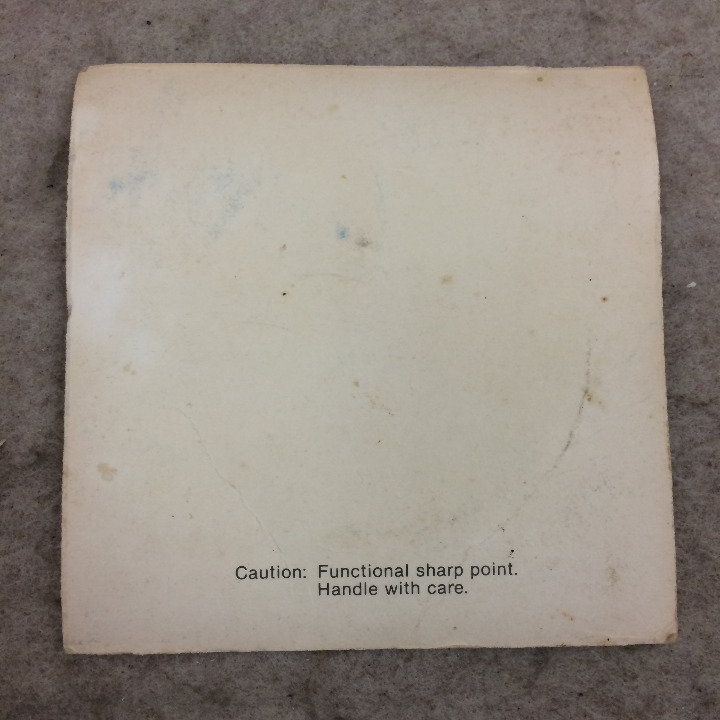 Caution: Functional sharp point.
Handle with care.